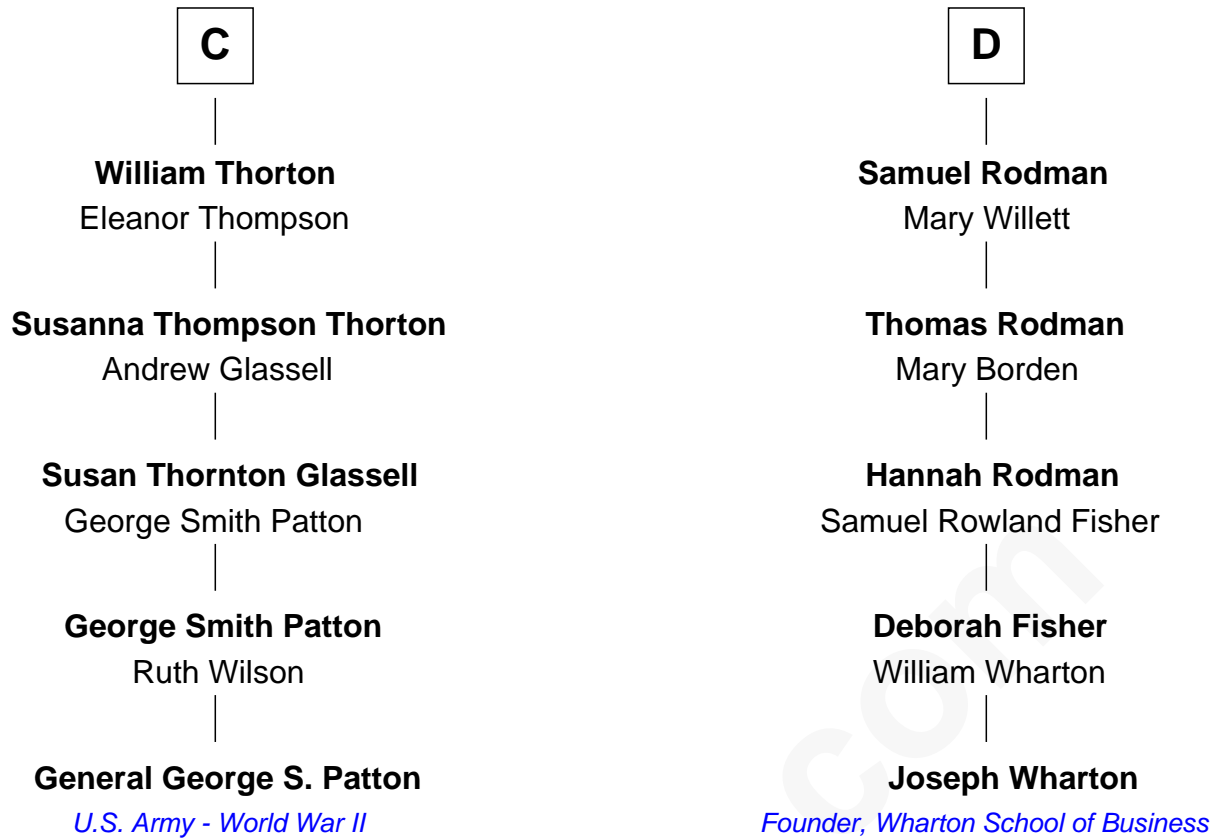 C
William Thorton
Eleanor Thompson
Susanna Thompson Thorton
Andrew Glassell
Susan Thornton Glassell
George Smith Patton
George Smith Patton
Ruth Wilson
General George S. Patton
U.S. Army - World War II
D
Samuel Rodman
Mary Willett
Thomas Rodman
Mary Borden
Hannah Rodman
Samuel Rowland Fisher
Deborah Fisher
William Wharton
Joseph Wharton
Founder, Wharton School of Business
com